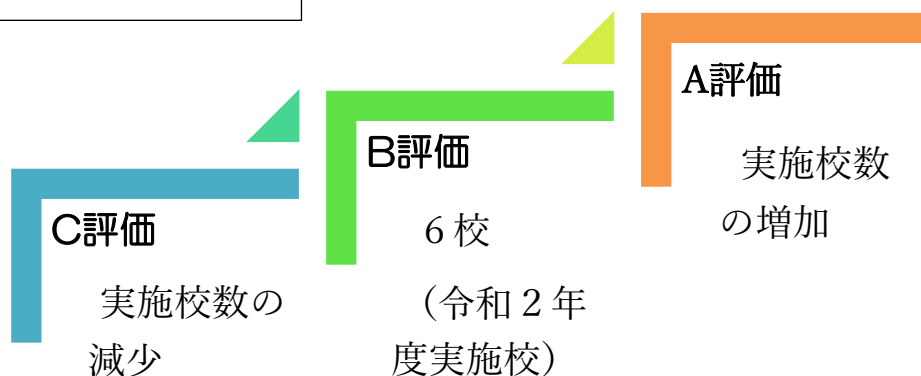 C評価
実施校数の
減少
B評価
６校
（令和２年
度実施校）
A評価
実施校数
の増加